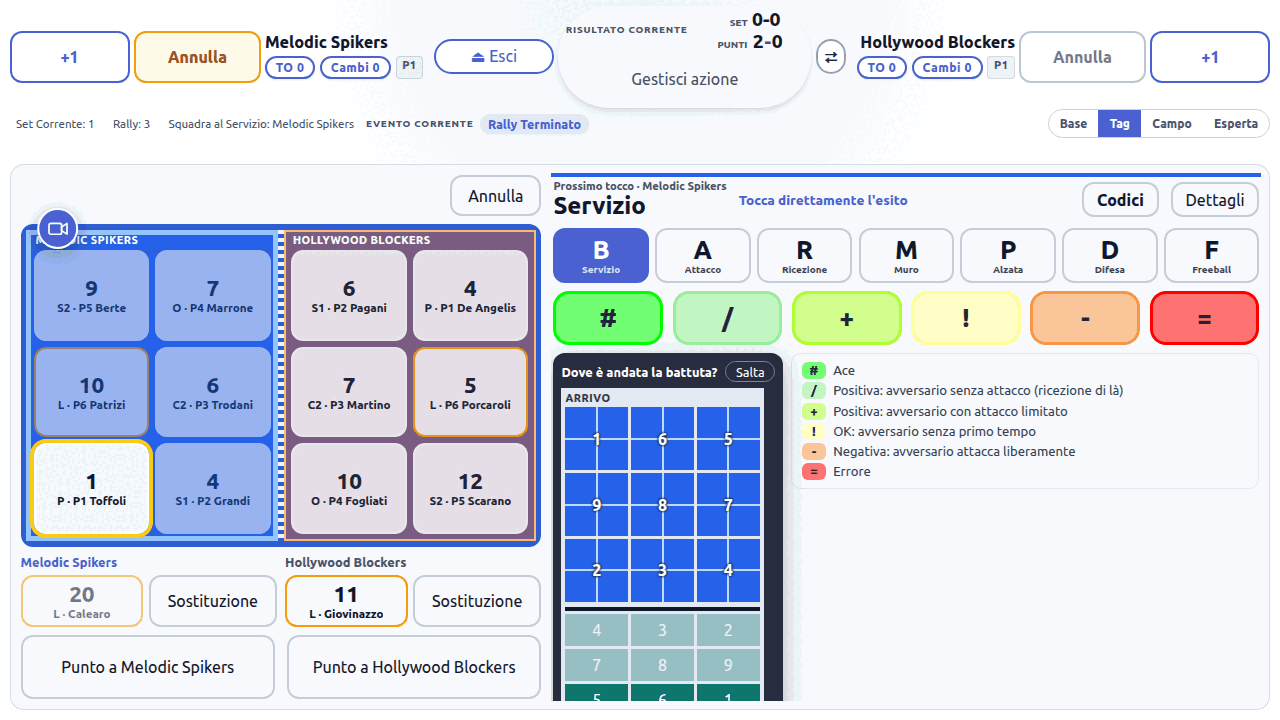 +1
Annulla
Melodic Spikers
TO 0
Cambi 0
P1
⏏ Esci
RISULTATO CORRENTE
SET 0-0
PUNTI 2-0
Gestisci azione
⇄
Hollywood Blockers
TO 0
Cambi 0
P1
Annulla
+1
Set Corrente: 1
Rally: 3
Squadra al Servizio: Melodic Spikers
EVENTO CORRENTE
Rally Terminato
Base
Tag
Campo
Esperta
Annulla
SPIKERS
HOLLYWOOD BLOCKERS
9
S2 · P5 Berte
7
O · P4 Marrone
6
S1 · P2 Pagani
4
P · P1 De Angelis
10
L · P6 Patrizi
6
C2 · P3 Trodani
7
C2 · P3 Martino
5
L · P6 Porcaroli
1
P · P1 Toffoli
4
S1 · P2 Grandi
10
O · P4 Fogliati
12
S2 · P5 Scarano
Melodic Spikers
Hollywood Blockers
20
L · Calearo
Sostituzione
11
L · Giovinazzo
Sostituzione
Punto a Melodic Spikers
Punto a Hollywood Blockers
Prossimo tocco · Melodic Spikers
Servizio
Tocca direttamente l'esito
Codici
Dettagli
B
Servizio
A
Attacco
R
Ricezione
M
Muro
P
Alzata
D
Difesa
F
Freeball
#
/
+
!
-
=
Dove è andata la battuta?
Salta
ARRIVO
1 6 5
9 8 7
2 3 4
4 3 2
7 8 9
5 6 1
# Ace
/ Positiva: avversario senza attacco (ricezione di là)
+ Positiva: avversario con attacco limitato
! OK: avversario senza primo tempo
- Negativa: avversario attacca liberamente
= Errore